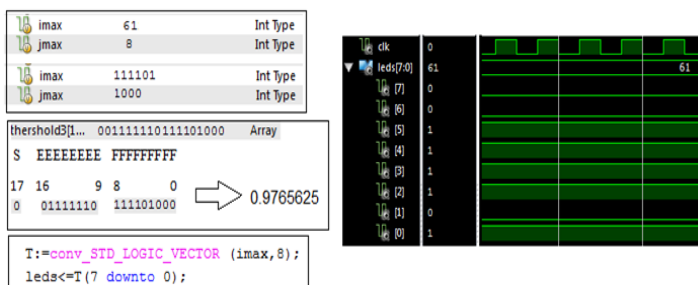 imax 61 Int Type
jmax 8 Int Type
imax 111101 Int Type
jmax 1000 Int Type
thershold3[1... 001111110111101000 Array
S EEEEEEEE FFFFFFFFF
17 16 9 8 0
0 01111110 111101000
0.9765625
T:=conv_STD_LOGIC_VECTOR (imax,8);
leds<=T(7 downto 0);
clk 0
leds[7:0] 61 61
[7] 0
[6] 0
[5] 1
[4] 1
[3] 1
[2] 1
[1] 0
[0] 1